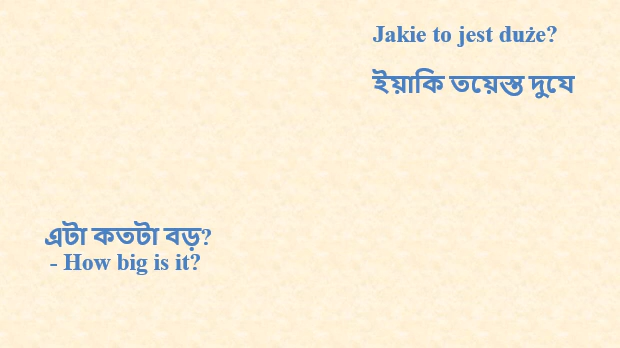 Jakie to jest duże?
ইয়াকি তয়েস্ত দুযে
এটা কতটা বড়?
- How big is it?